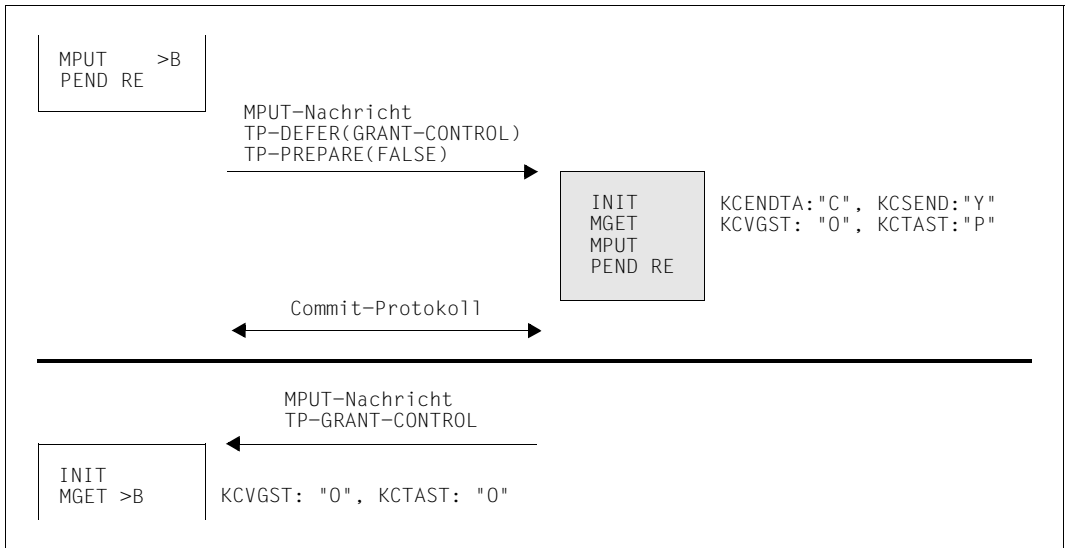 MPUT >B
PEND RE
MPUT-Nachricht
TP-DEFER(GRANT-CONTROL)
TP-PREPARE(FALSE)
INIT
MGET
MPUT
PEND RE
KCENDTA:"C", KCSEND:"Y"
KCVGST: "O", KCTAST:"P"
Commit-Protokoll
MPUT-Nachricht
TP-GRANT-CONTROL
INIT
MGET >B
KCVGST: "O", KCTAST: "O"